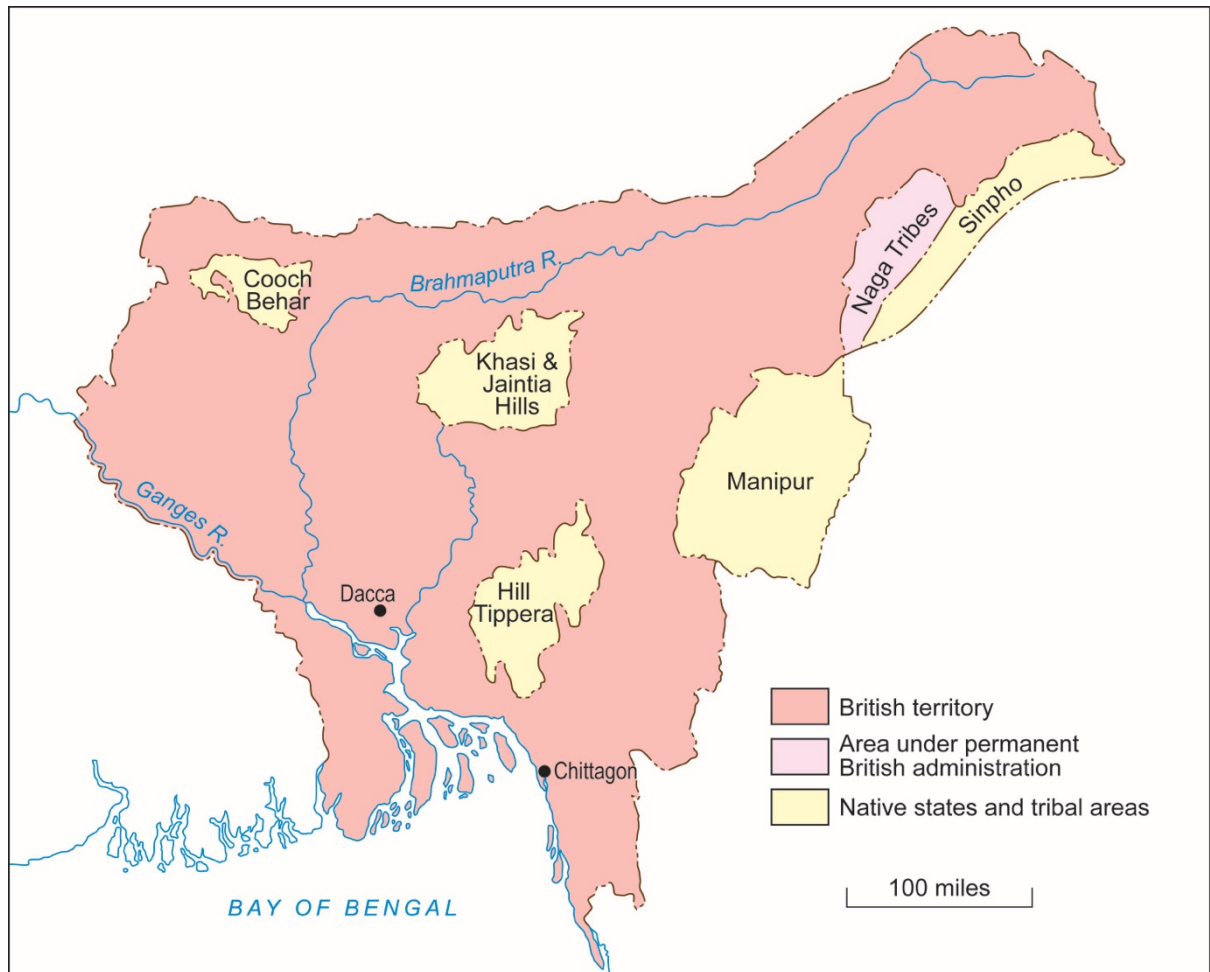 Cooch
Behar
Brahmaputra R.
Naga Tribes
Sinpho
Khasi &
Jaintia
Hills
Manipur
Ganges R.
Dacca
Hill
Tippera
Chittagon
British territory
Area under permanent
British administration
Native states and tribal areas
100 miles
BAY OF BENGAL